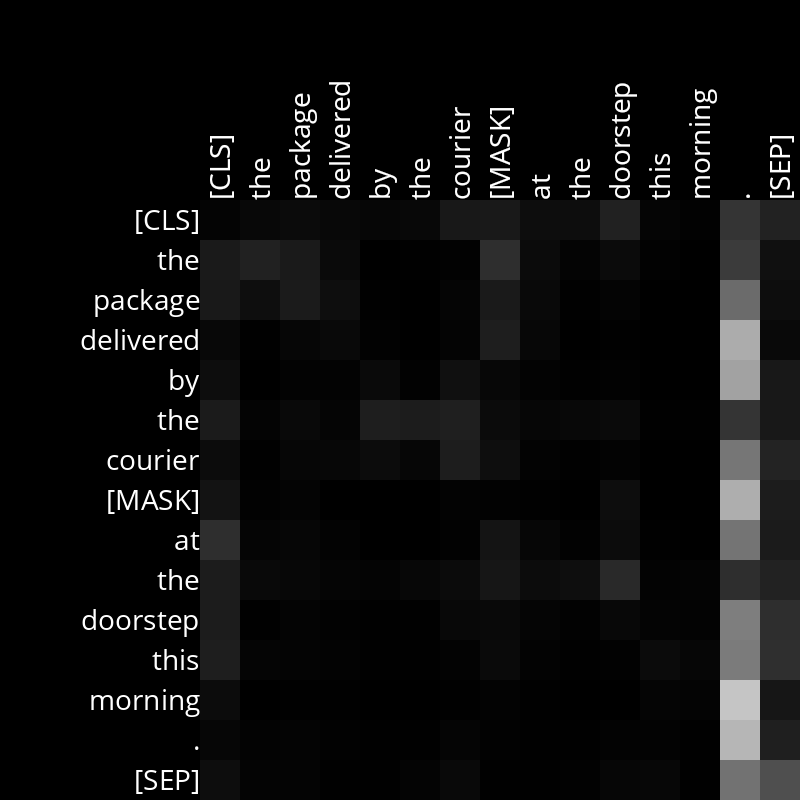 [CLS] the package delivered by the courier [MASK] at the doorstep this morning . [SEP]
[CLS]
the
package
delivered
by
the
courier
[MASK]
at
the
doorstep
this
morning
.
[SEP]